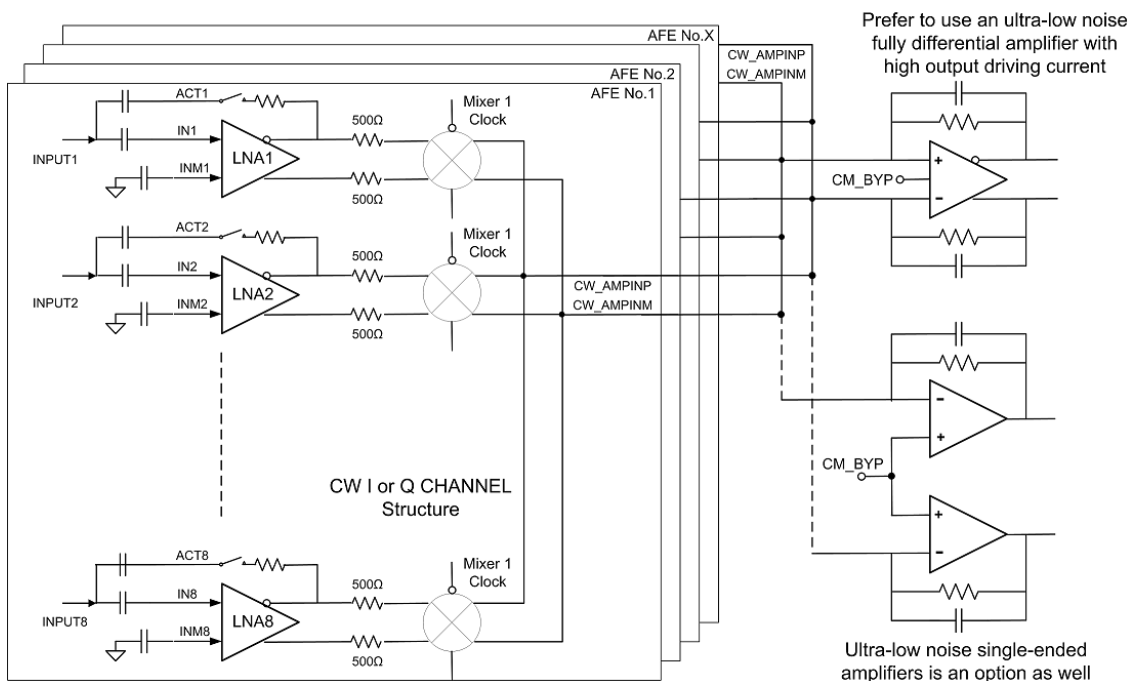 AFE No.X
CW_AMPINP
CW_AMPINM
AFE No.2
AFE No.1
Prefer to use an ultra-low noise
fully differential amplifier with
high output driving current
ACT1
500Ω
Mixer 1
Clock
INPUT1
IN1
LNA1
INM1
500Ω
+
CM_BYP
−
ACT2
500Ω
Mixer 1
Clock
INPUT2
IN2
LNA2
INM2
500Ω
CW_AMPINP
CW_AMPINM
−
+
CM_BYP
+
−
CW I or Q CHANNEL
Structure
ACT8
500Ω
Mixer 1
Clock
INPUT8
IN8
LNA8
INM8
500Ω
Ultra-low noise single-ended
amplifiers is an option as well